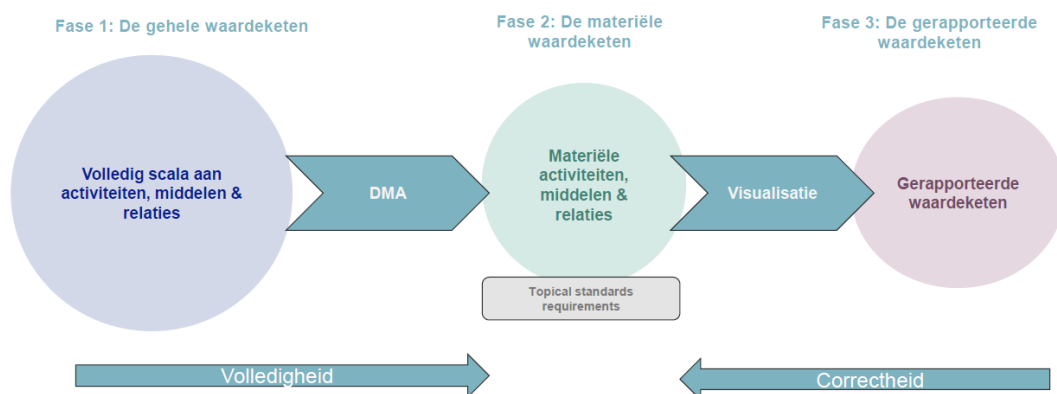 Fase 1: De gehele waardeketen
Fase 2: De materiële
waardeketen
Fase 3: De gerapporteerde
waardeketen
Volledig scala aan
activiteiten, middelen &
relaties
DMA
Materiële
activiteiten,
middelen &
relaties
Visualisatie
Gerapporteerde
waardeketen
Topical standards
requirements
Volledigheid
Correctheid